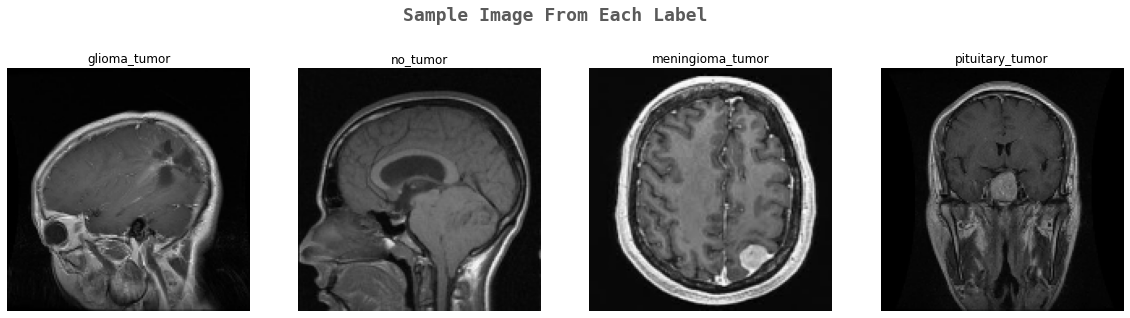 Sample Image From Each Label
glioma_tumor
no_tumor
meningioma_tumor
pituitary_tumor